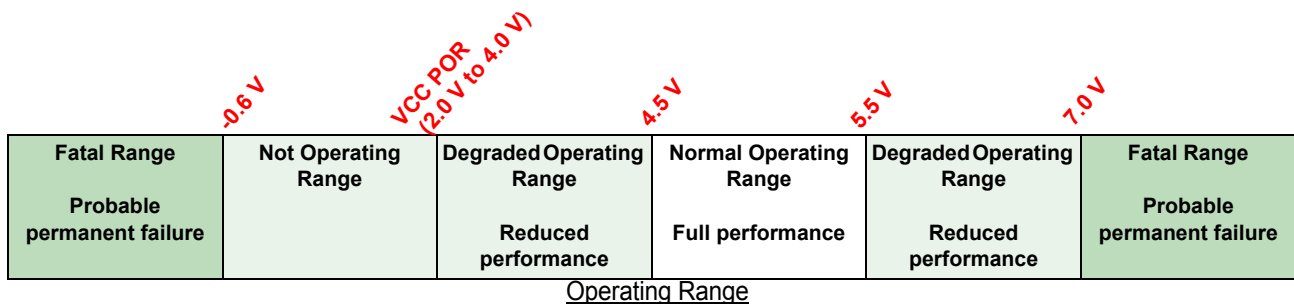 -0.6 V
VCC POR
(2.0 V to 4.0 V)
4.5 V
5.5 V
7.0 V
Fatal Range
Probable
permanent failure
Not Operating
Range
Degraded Operating
Range
Reduced
performance
Normal Operating
Range
Full performance
Degraded Operating
Range
Reduced
performance
Fatal Range
Probable
permanent failure
Operating Range